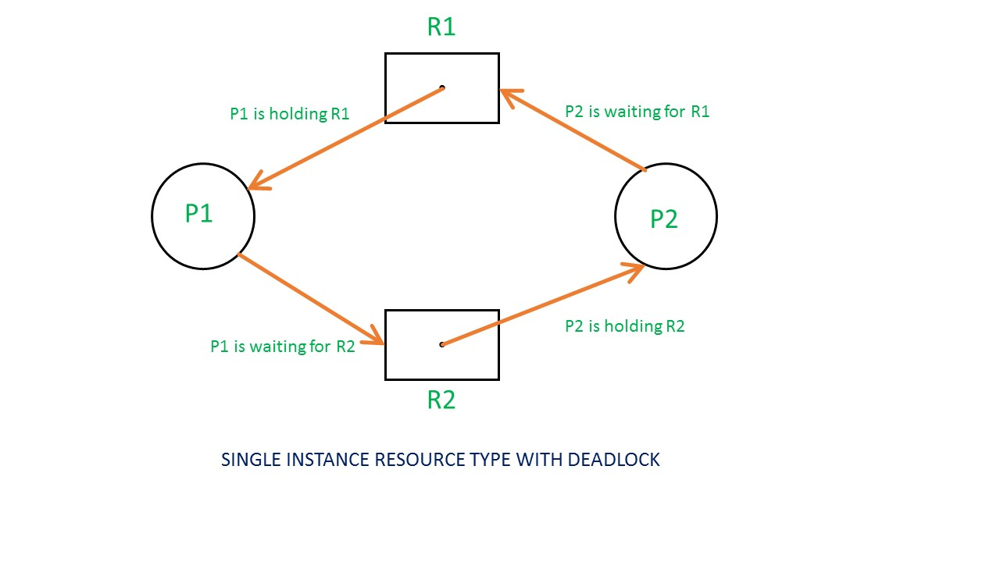 R1
P1 is holding R1
P2 is waiting for R1
P1
P2
P1 is waiting for R2
P2 is holding R2
R2
SINGLE INSTANCE RESOURCE TYPE WITH DEADLOCK